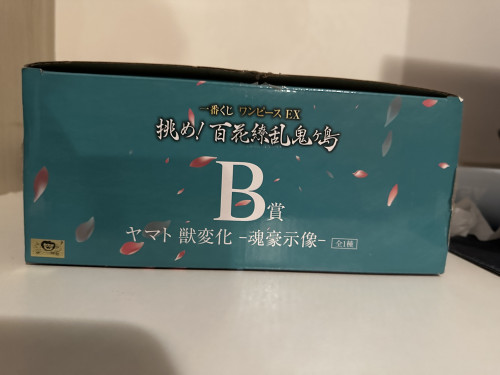 一番くじ ワンピース EX
挑め!百花繚乱鬼ヶ島
B賞
ヤマト 獣変化 -魂豪示像- 全1種